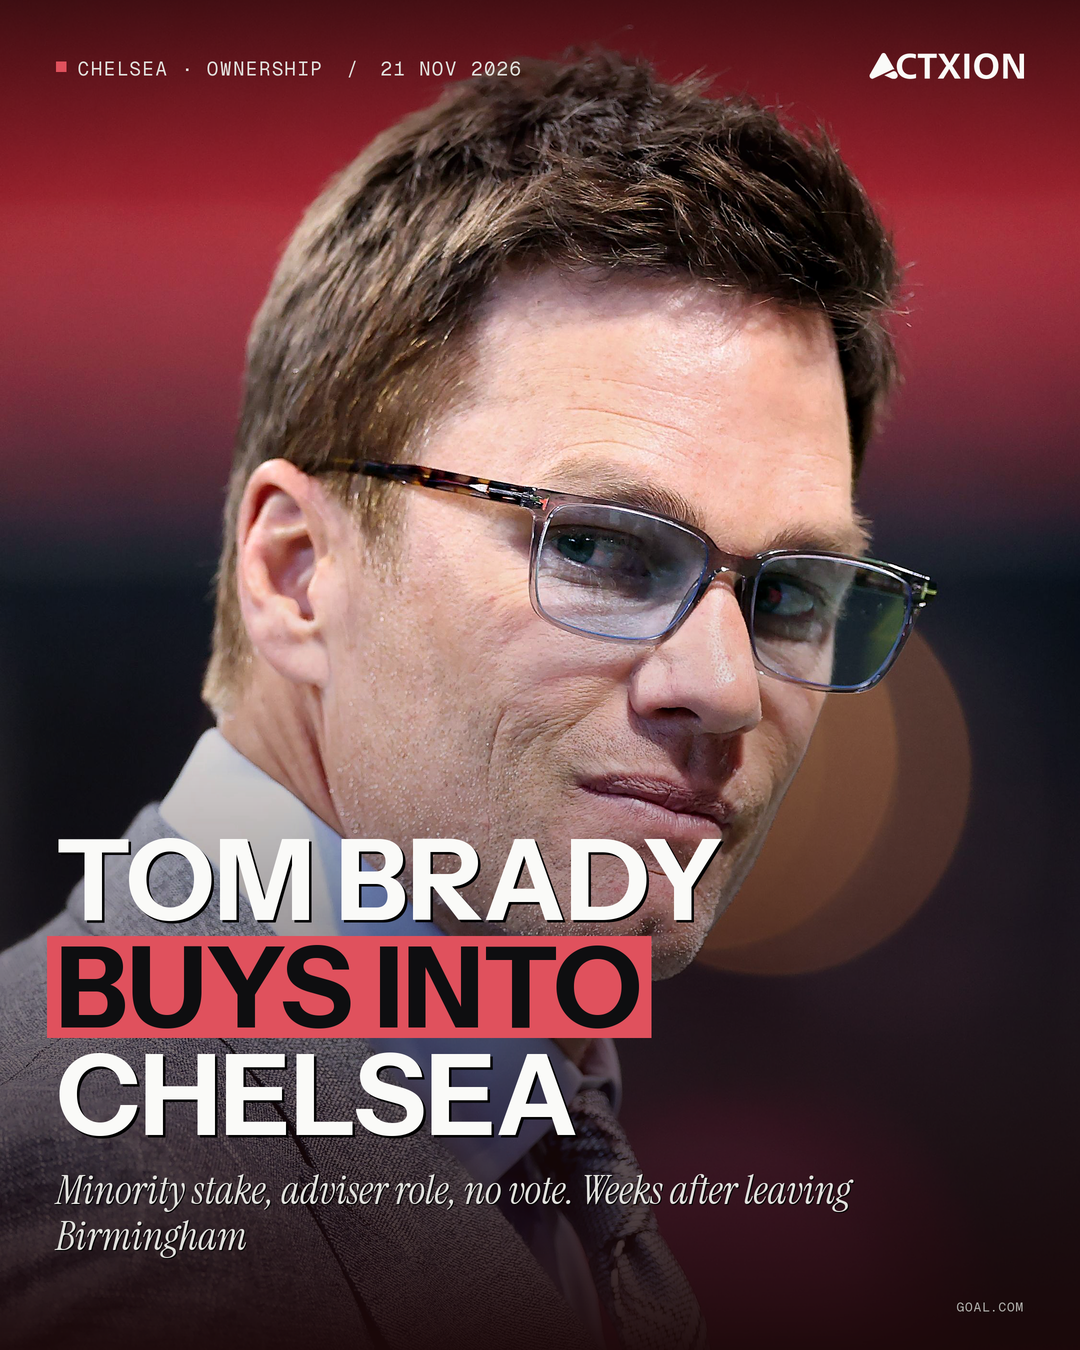 CHELSEA · OWNERSHIP / 21 NOV 2026
ACTXION
TOM BRADY
BUYS INTO
CHELSEA
Minority stake, adviser role, no vote. Weeks after leaving
Birmingham
GOAL.COM